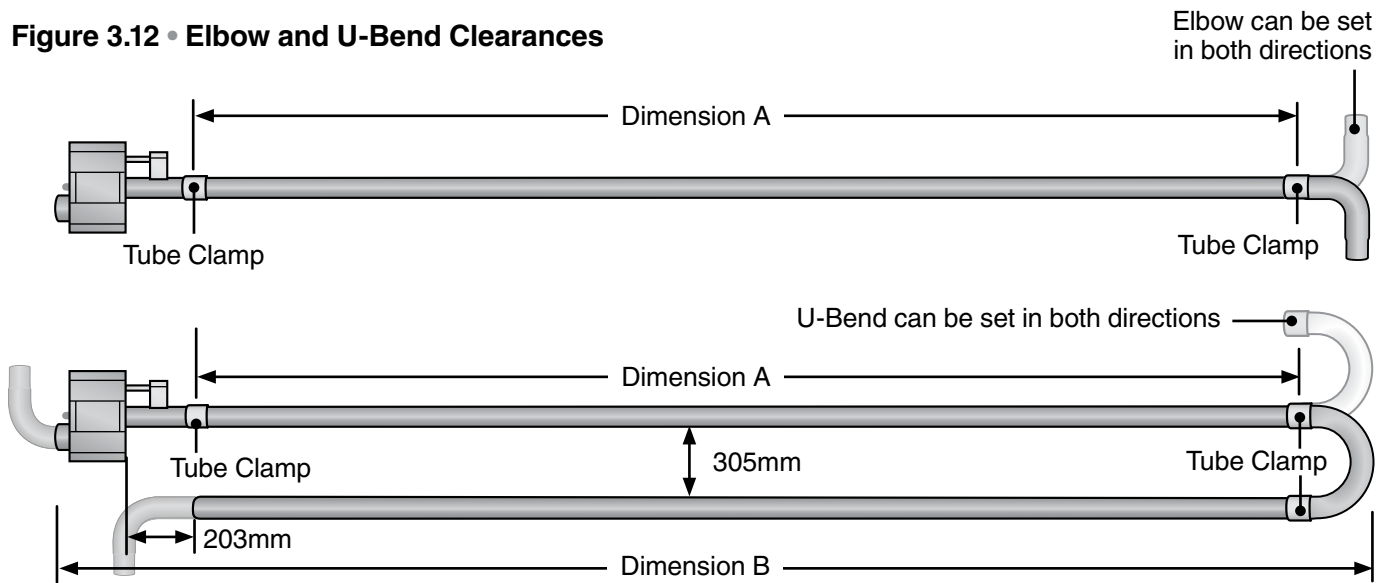 Figure 3.12 • Elbow and U-Bend Clearances
Elbow can be set
in both directions
Dimension A
Tube Clamp
Tube Clamp
U-Bend can be set in both directions
Dimension A
Tube Clamp
305mm
Tube Clamp
203mm
Dimension B